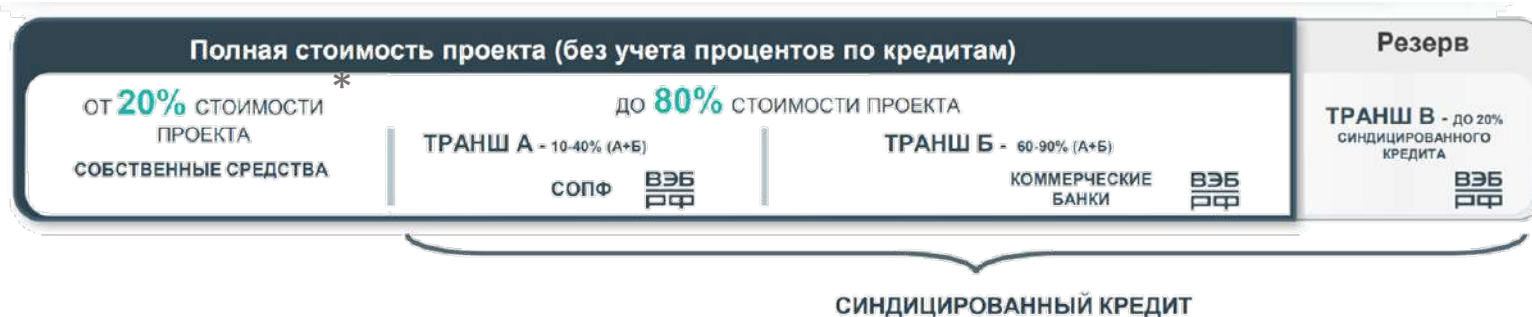 Полная стоимость проекта (без учета процентов по кредитам)
Резерв
ОТ 20% СТОИМОСТИ *
ПРОЕКТА
СОБСТВЕННЫЕ СРЕДСТВА
ДО 80% СТОИМОСТИ ПРОЕКТА
ТРАНШ А - 10-40% (А+Б)
СОПФ
ВЭБ
РФ
ТРАНШ Б - 60-90% (А+Б)
КОММЕРЧЕСКИЕ
БАНКИ
ВЭБ
РФ
ТРАНШ В - ДО 20%
СИНДИЦИРОВАННОГО
КРЕДИТА
ВЭБ
РФ
СИНДИЦИРОВАННЫЙ КРЕДИТ